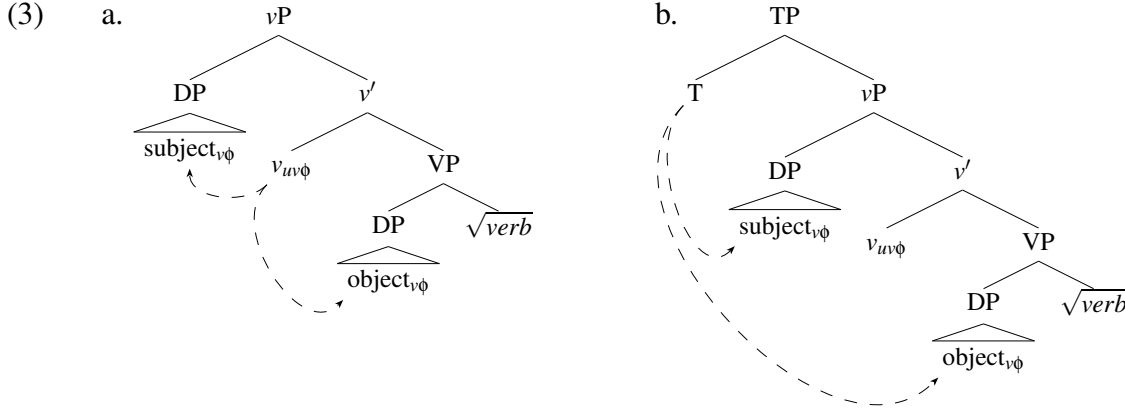 (3) a. vP b. TP
DP v′ T vP
subject_vϕ v_uvϕ VP DP v′
DP √verb subject_vϕ v_uvϕ VP
object_vϕ DP √verb
object_vϕ